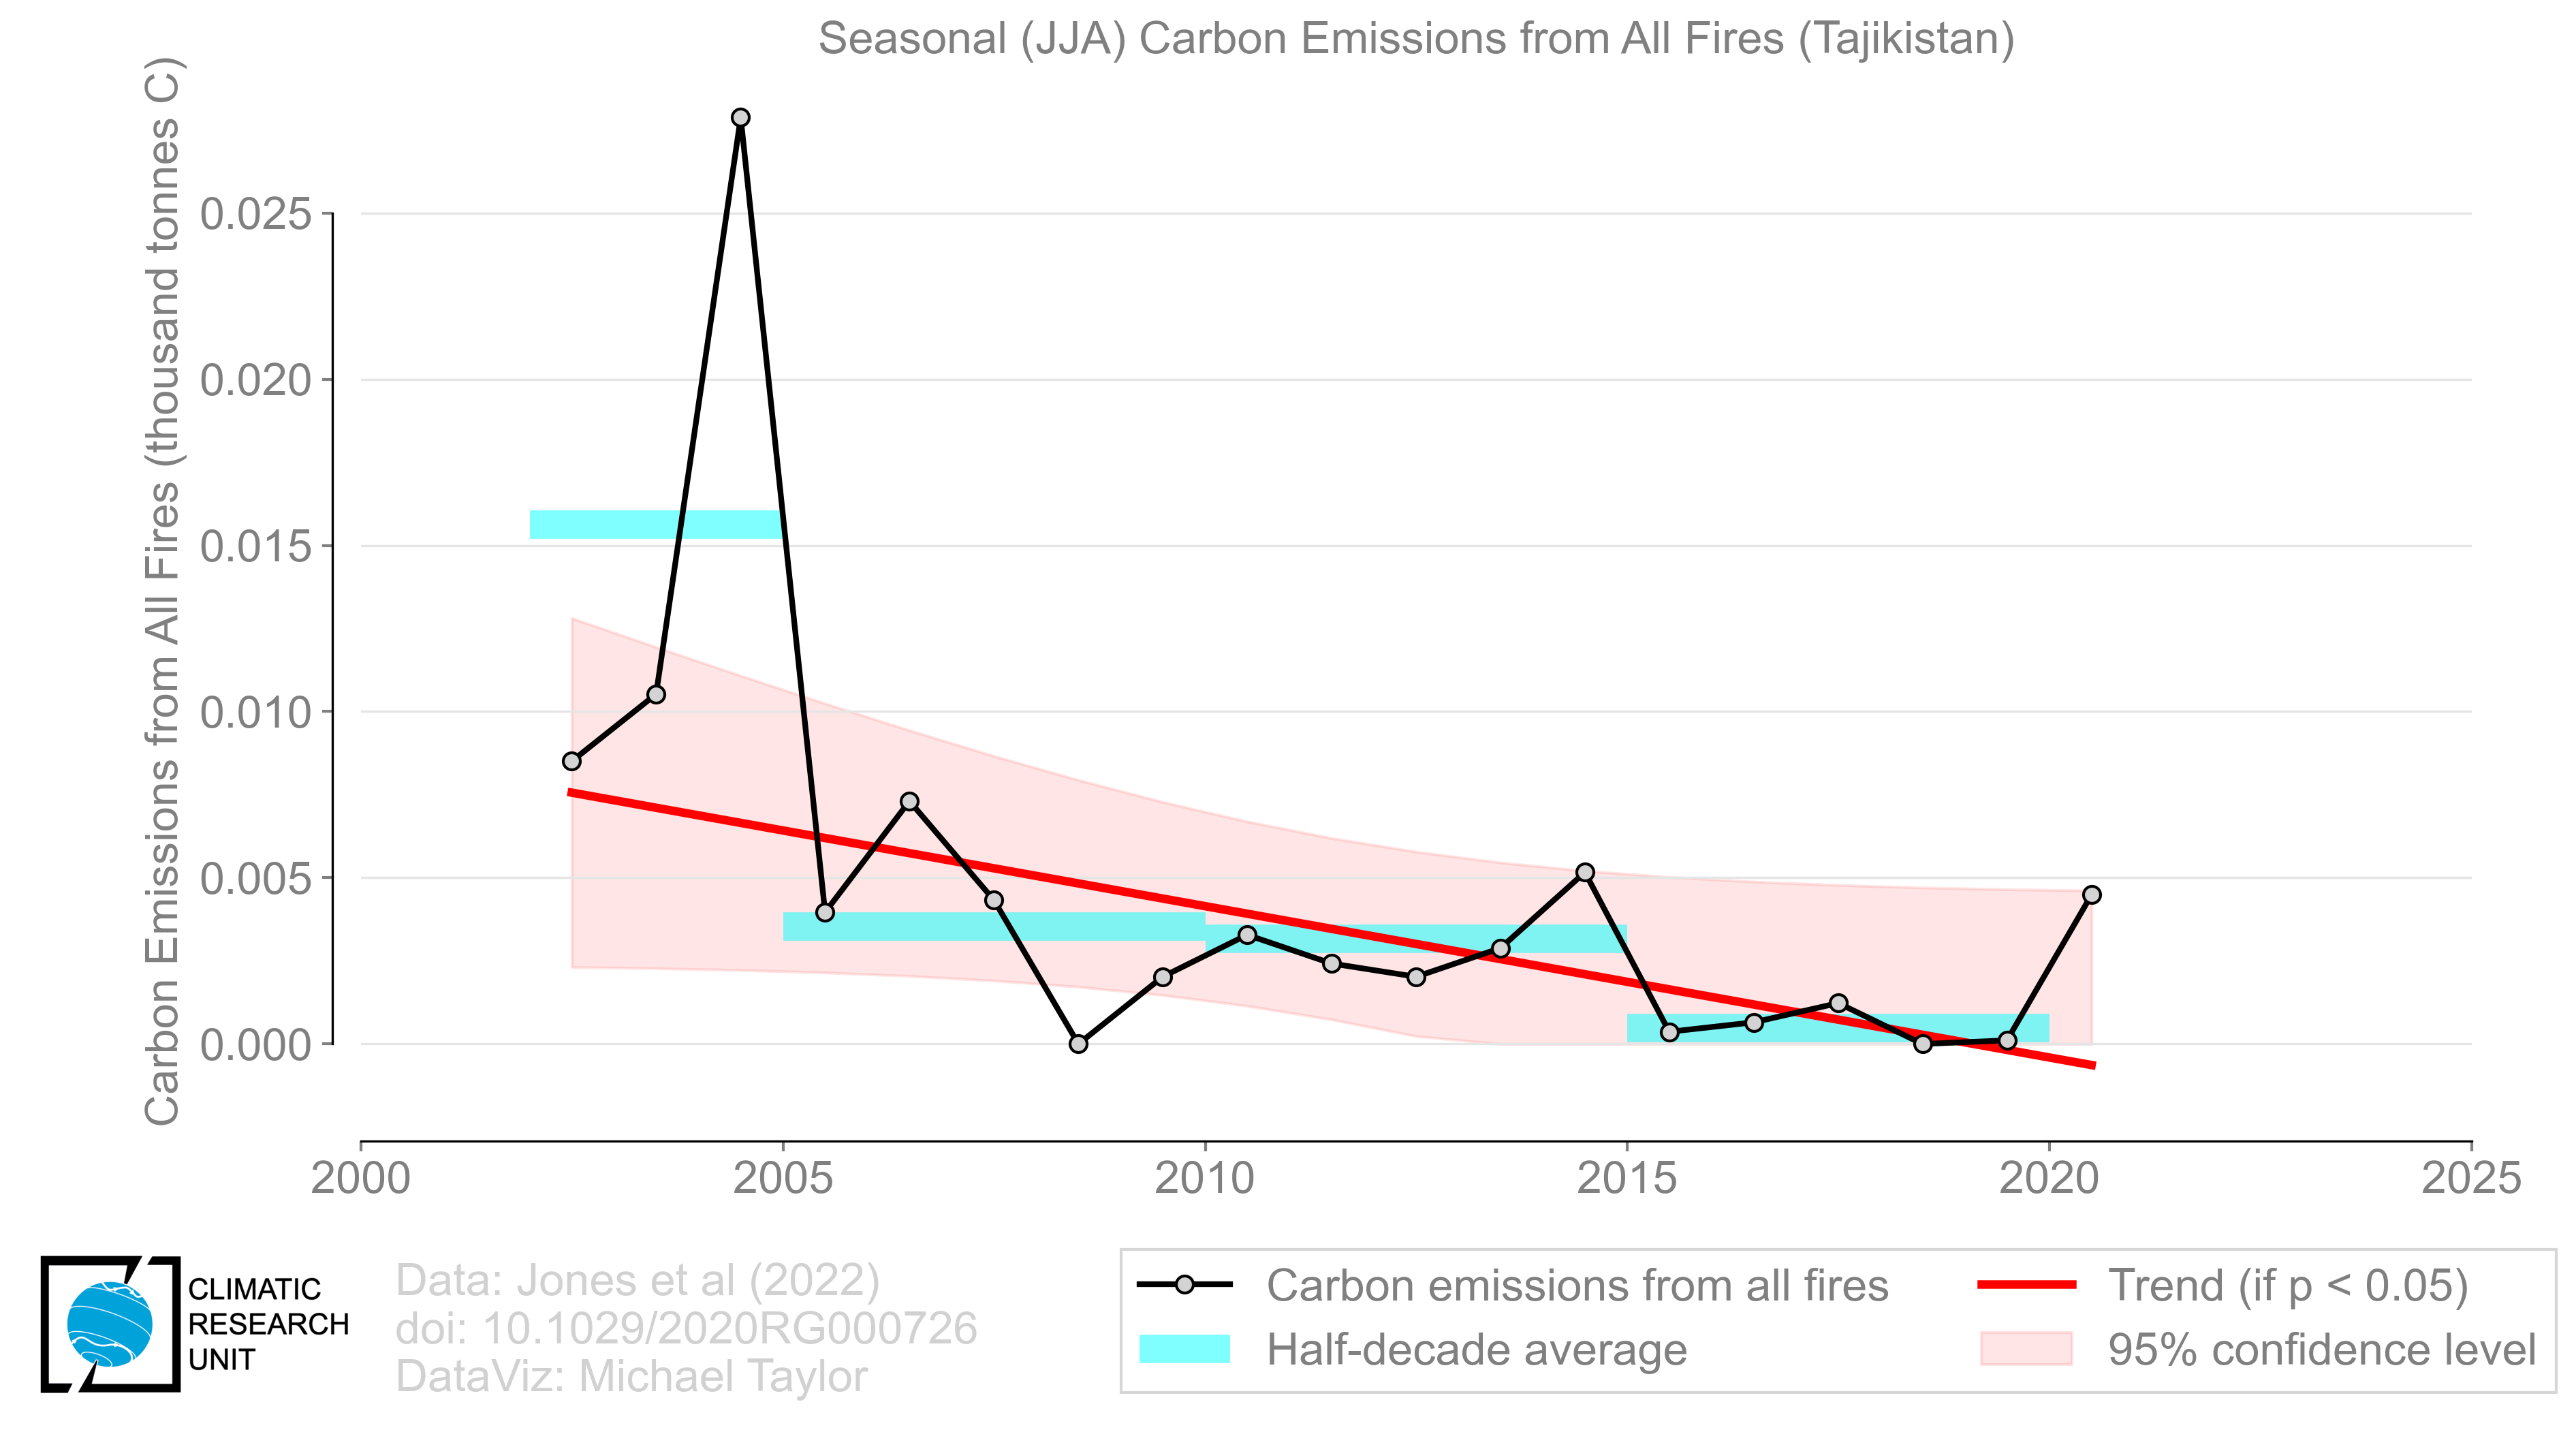 Seasonal (JJA) Carbon Emissions from All Fires (Tajikistan)
Carbon Emissions from All Fires (thousand tonnes C)
0.025
0.020
0.015
0.010
0.005
0.000
2000 2005 2010 2015 2020 2025
CLIMATIC
RESEARCH
UNIT
Data: Jones et al (2022)
doi: 10.1029/2020RG000726
DataViz: Michael Taylor
Carbon emissions from all fires
Half-decade average
Trend (if p < 0.05)
95% confidence level